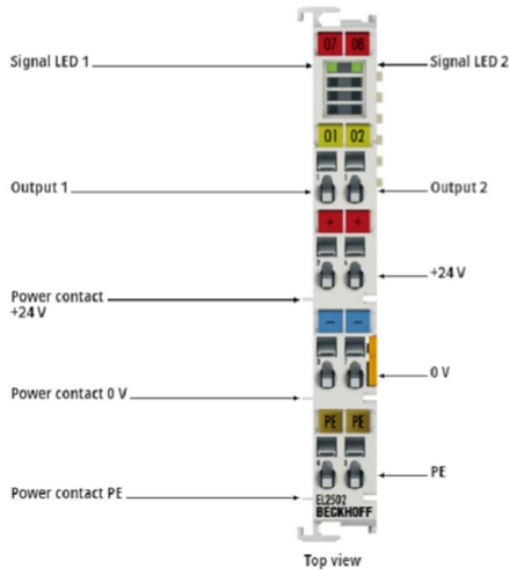 07 08
Signal LED 1
Signal LED 2
01 02
Output 1
Output 2
+ +
+24 V
Power contact
+24 V
- -
0 V
Power contact 0 V
PE PE
PE
Power contact PE
EL2502
BECKHOFF
Top view